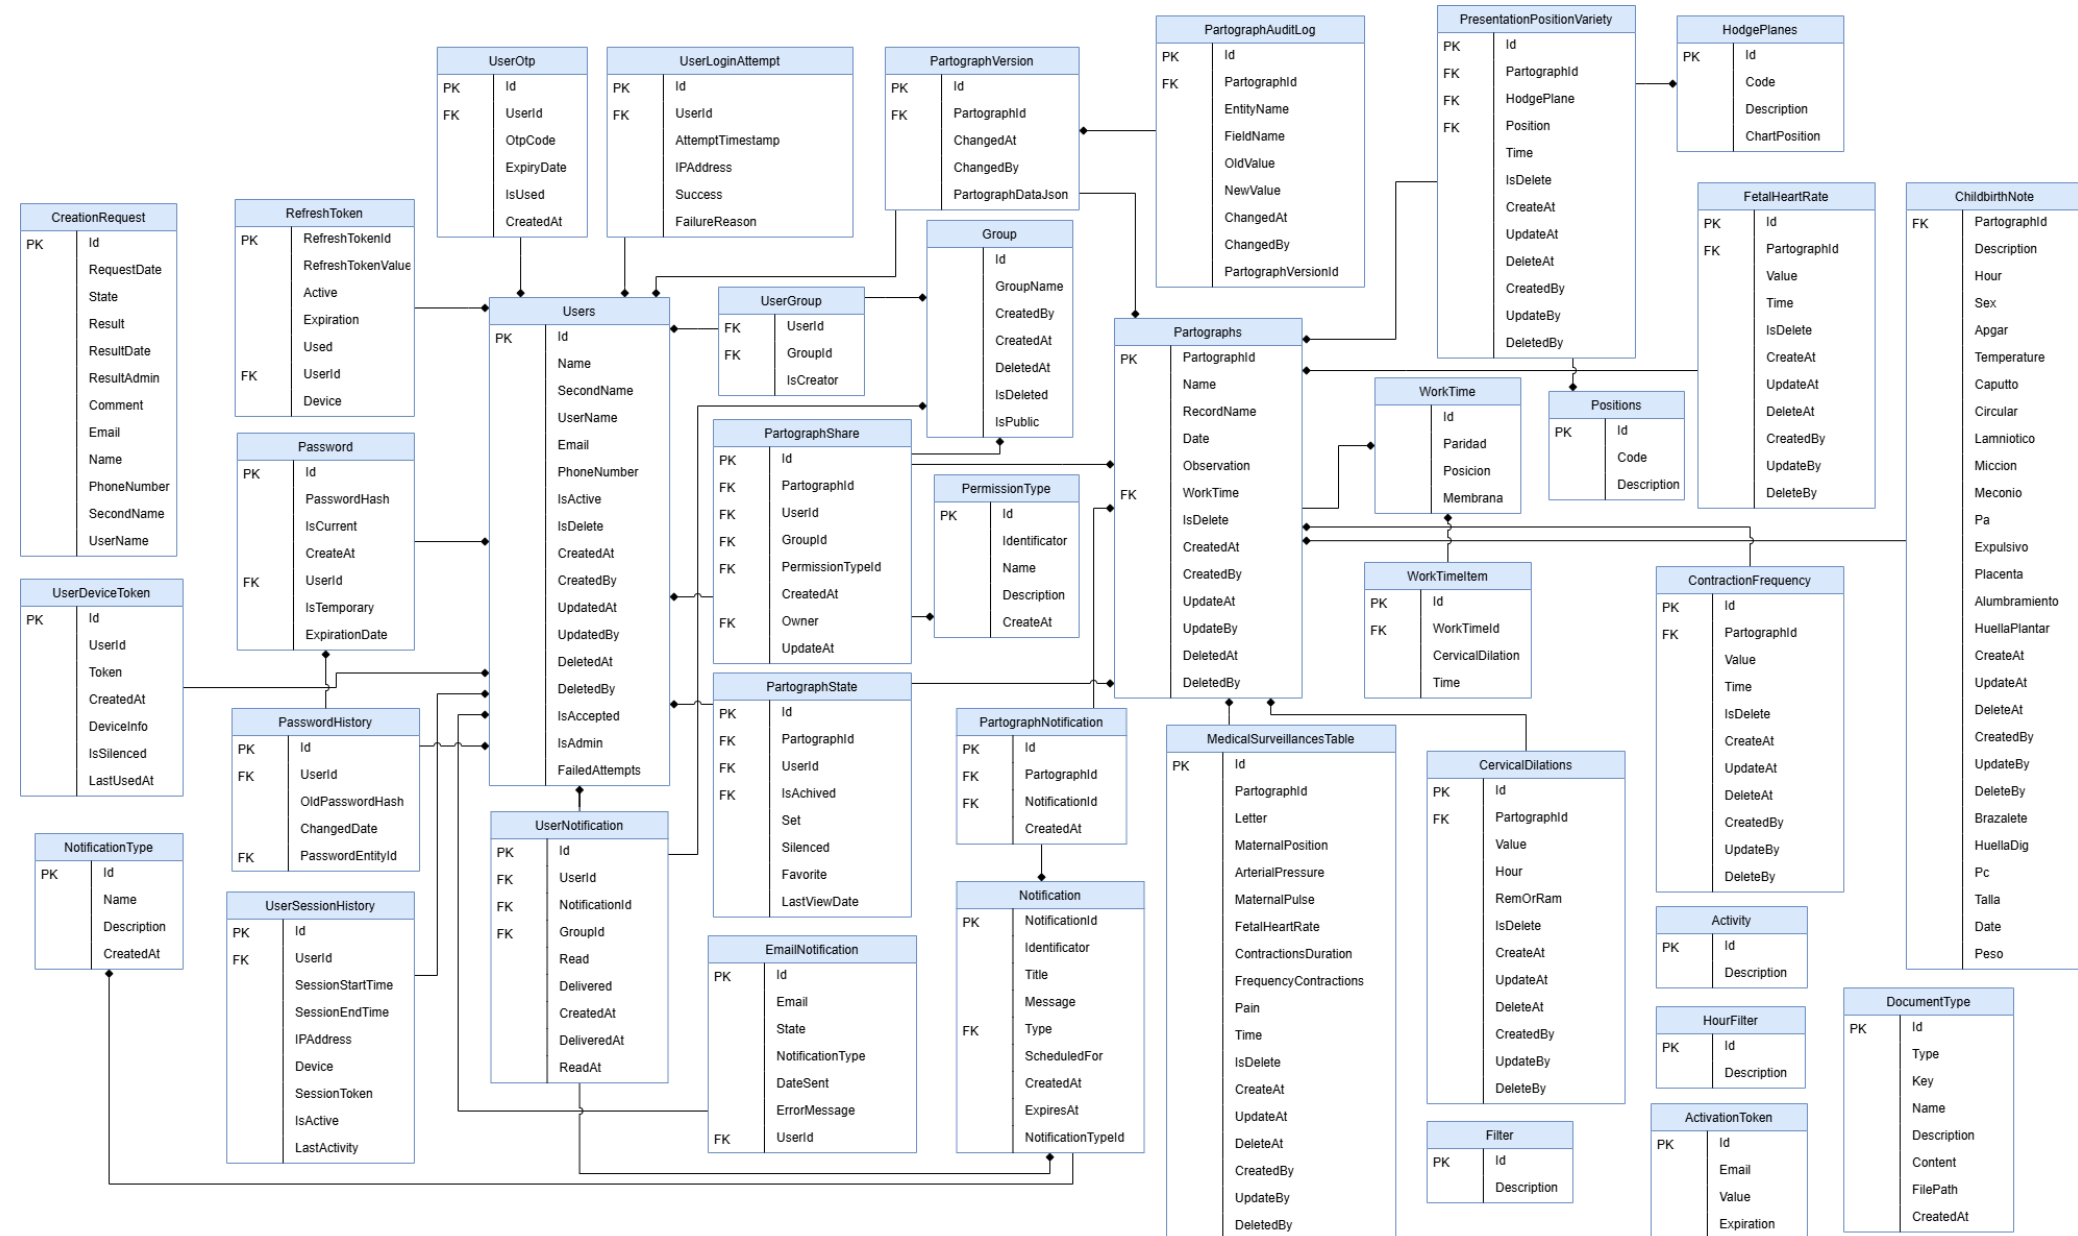 UserOtp
PK Id
FK UserId
OtpCode
ExpiryDate
IsUsed
CreatedAt
UserLoginAttempt
PK Id
FK UserId
AttemptTimestamp
IPAddress
Success
FailureReason
PartographVersion
PK Id
FK PartographId
ChangedAt
ChangedBy
PartographDataJson
PartographAuditLog
PK Id
FK PartographId
EntityName
FieldName
OldValue
NewValue
ChangedAt
ChangedBy
PartographVersionId
PresentationPositionVariety
PK Id
FK PartographId
FK HodgePlane
FK Position
Time
IsDelete
CreateAt
UpdateAt
DeleteAt
CreatedBy
UpdateBy
DeletedBy
HodgePlanes
PK Id
Code
Description
ChartPosition
CreationRequest
PK Id
RequestDate
State
Result
ResultDate
ResultAdmin
Comment
Email
Name
PhoneNumber
SecondName
UserName
RefreshToken
PK RefreshTokenId
RefreshTokenValue
Active
Expiration
Used
FK UserId
Device
Users
PK Id
Name
SecondName
UserName
Email
PhoneNumber
IsActive
IsDelete
CreatedAt
CreatedBy
UpdatedAt
UpdatedBy
DeletedAt
DeletedBy
IsAccepted
IsAdmin
FailedAttempts
UserGroup
FK UserId
FK GroupId
IsCreator
Group
Id
GroupName
CreatedBy
CreatedAt
DeletedAt
IsDeleted
IsPublic
Partographs
PK PartographId
Name
RecordName
Date
Observation
FK WorkTime
IsDelete
CreatedAt
CreatedBy
UpdateAt
UpdateBy
DeletedAt
DeletedBy
FetalHeartRate
PK Id
FK PartographId
Value
Time
IsDelete
CreateAt
UpdateAt
DeleteAt
CreatedBy
UpdateBy
DeleteBy
ChildbirthNote
FK PartographId
Description
Hour
Sex
Apgar
Temperature
Caputto
Circular
Lamniotico
Miccion
Meconio
Pa
Expulsivo
Placenta
Alumbramiento
HuellaPlantar
CreateAt
UpdateAt
DeleteAt
CreatedBy
UpdateBy
DeleteBy
Brazalete
HuellaDig
Pc
Talla
Date
Peso
WorkTime
Id
Paridad
Posicion
Membrana
Positions
PK Id
Code
Description
Password
PK Id
PasswordHash
IsCurrent
CreateAt
FK UserId
IsTemporary
ExpirationDate
PartographShare
PK Id
FK PartographId
FK UserId
FK GroupId
FK PermissionTypeId
CreatedAt
FK Owner
UpdateAt
PermissionType
PK Id
Identificator
Name
Description
CreateAt
WorkTimeItem
PK Id
FK WorkTimeId
CervicalDilation
Time
ContractionFrequency
PK Id
FK PartographId
Value
Time
IsDelete
CreateAt
UpdateAt
DeleteAt
CreatedBy
UpdateBy
DeleteBy
UserDeviceToken
PK Id
UserId
Token
CreatedAt
DeviceInfo
IsSilenced
LastUsedAt
PasswordHistory
PK Id
FK UserId
OldPasswordHash
ChangedDate
FK PasswordEntityId
PartographState
PK Id
FK PartographId
FK UserId
FK IsAchived
Set
Silenced
Favorite
LastViewDate
PartographNotification
PK Id
FK PartographId
FK NotificationId
CreatedAt
MedicalSurveillancesTable
PK Id
PartographId
Letter
MaternalPosition
ArterialPressure
MaternalPulse
FetalHeartRate
ContractionsDuration
FrequencyContractions
Pain
Time
IsDelete
CreateAt
UpdateAt
DeleteAt
CreatedBy
UpdateBy
DeletedBy
CervicalDilations
PK Id
FK PartographId
Value
Hour
RemOrRam
IsDelete
CreateAt
UpdateAt
DeleteAt
CreatedBy
UpdateBy
DeleteBy
NotificationType
PK Id
Name
Description
CreatedAt
UserSessionHistory
PK Id
FK UserId
SessionStartTime
SessionEndTime
IPAddress
Device
SessionToken
IsActive
LastActivity
UserNotification
PK Id
FK UserId
FK NotificationId
FK GroupId
Read
Delivered
CreatedAt
DeliveredAt
ReadAt
EmailNotification
PK Id
Email
State
NotificationType
DateSent
ErrorMessage
FK UserId
Notification
PK NotificationId
Identificator
Title
Message
FK Type
ScheduledFor
CreatedAt
ExpiresAt
NotificationTypeId
Activity
PK Id
Description
HourFilter
PK Id
Description
Filter
PK Id
Description
ActivationToken
PK Id
Email
Value
Expiration
DocumentType
PK Id
Type
Key
Name
Description
Content
FilePath
CreatedAt